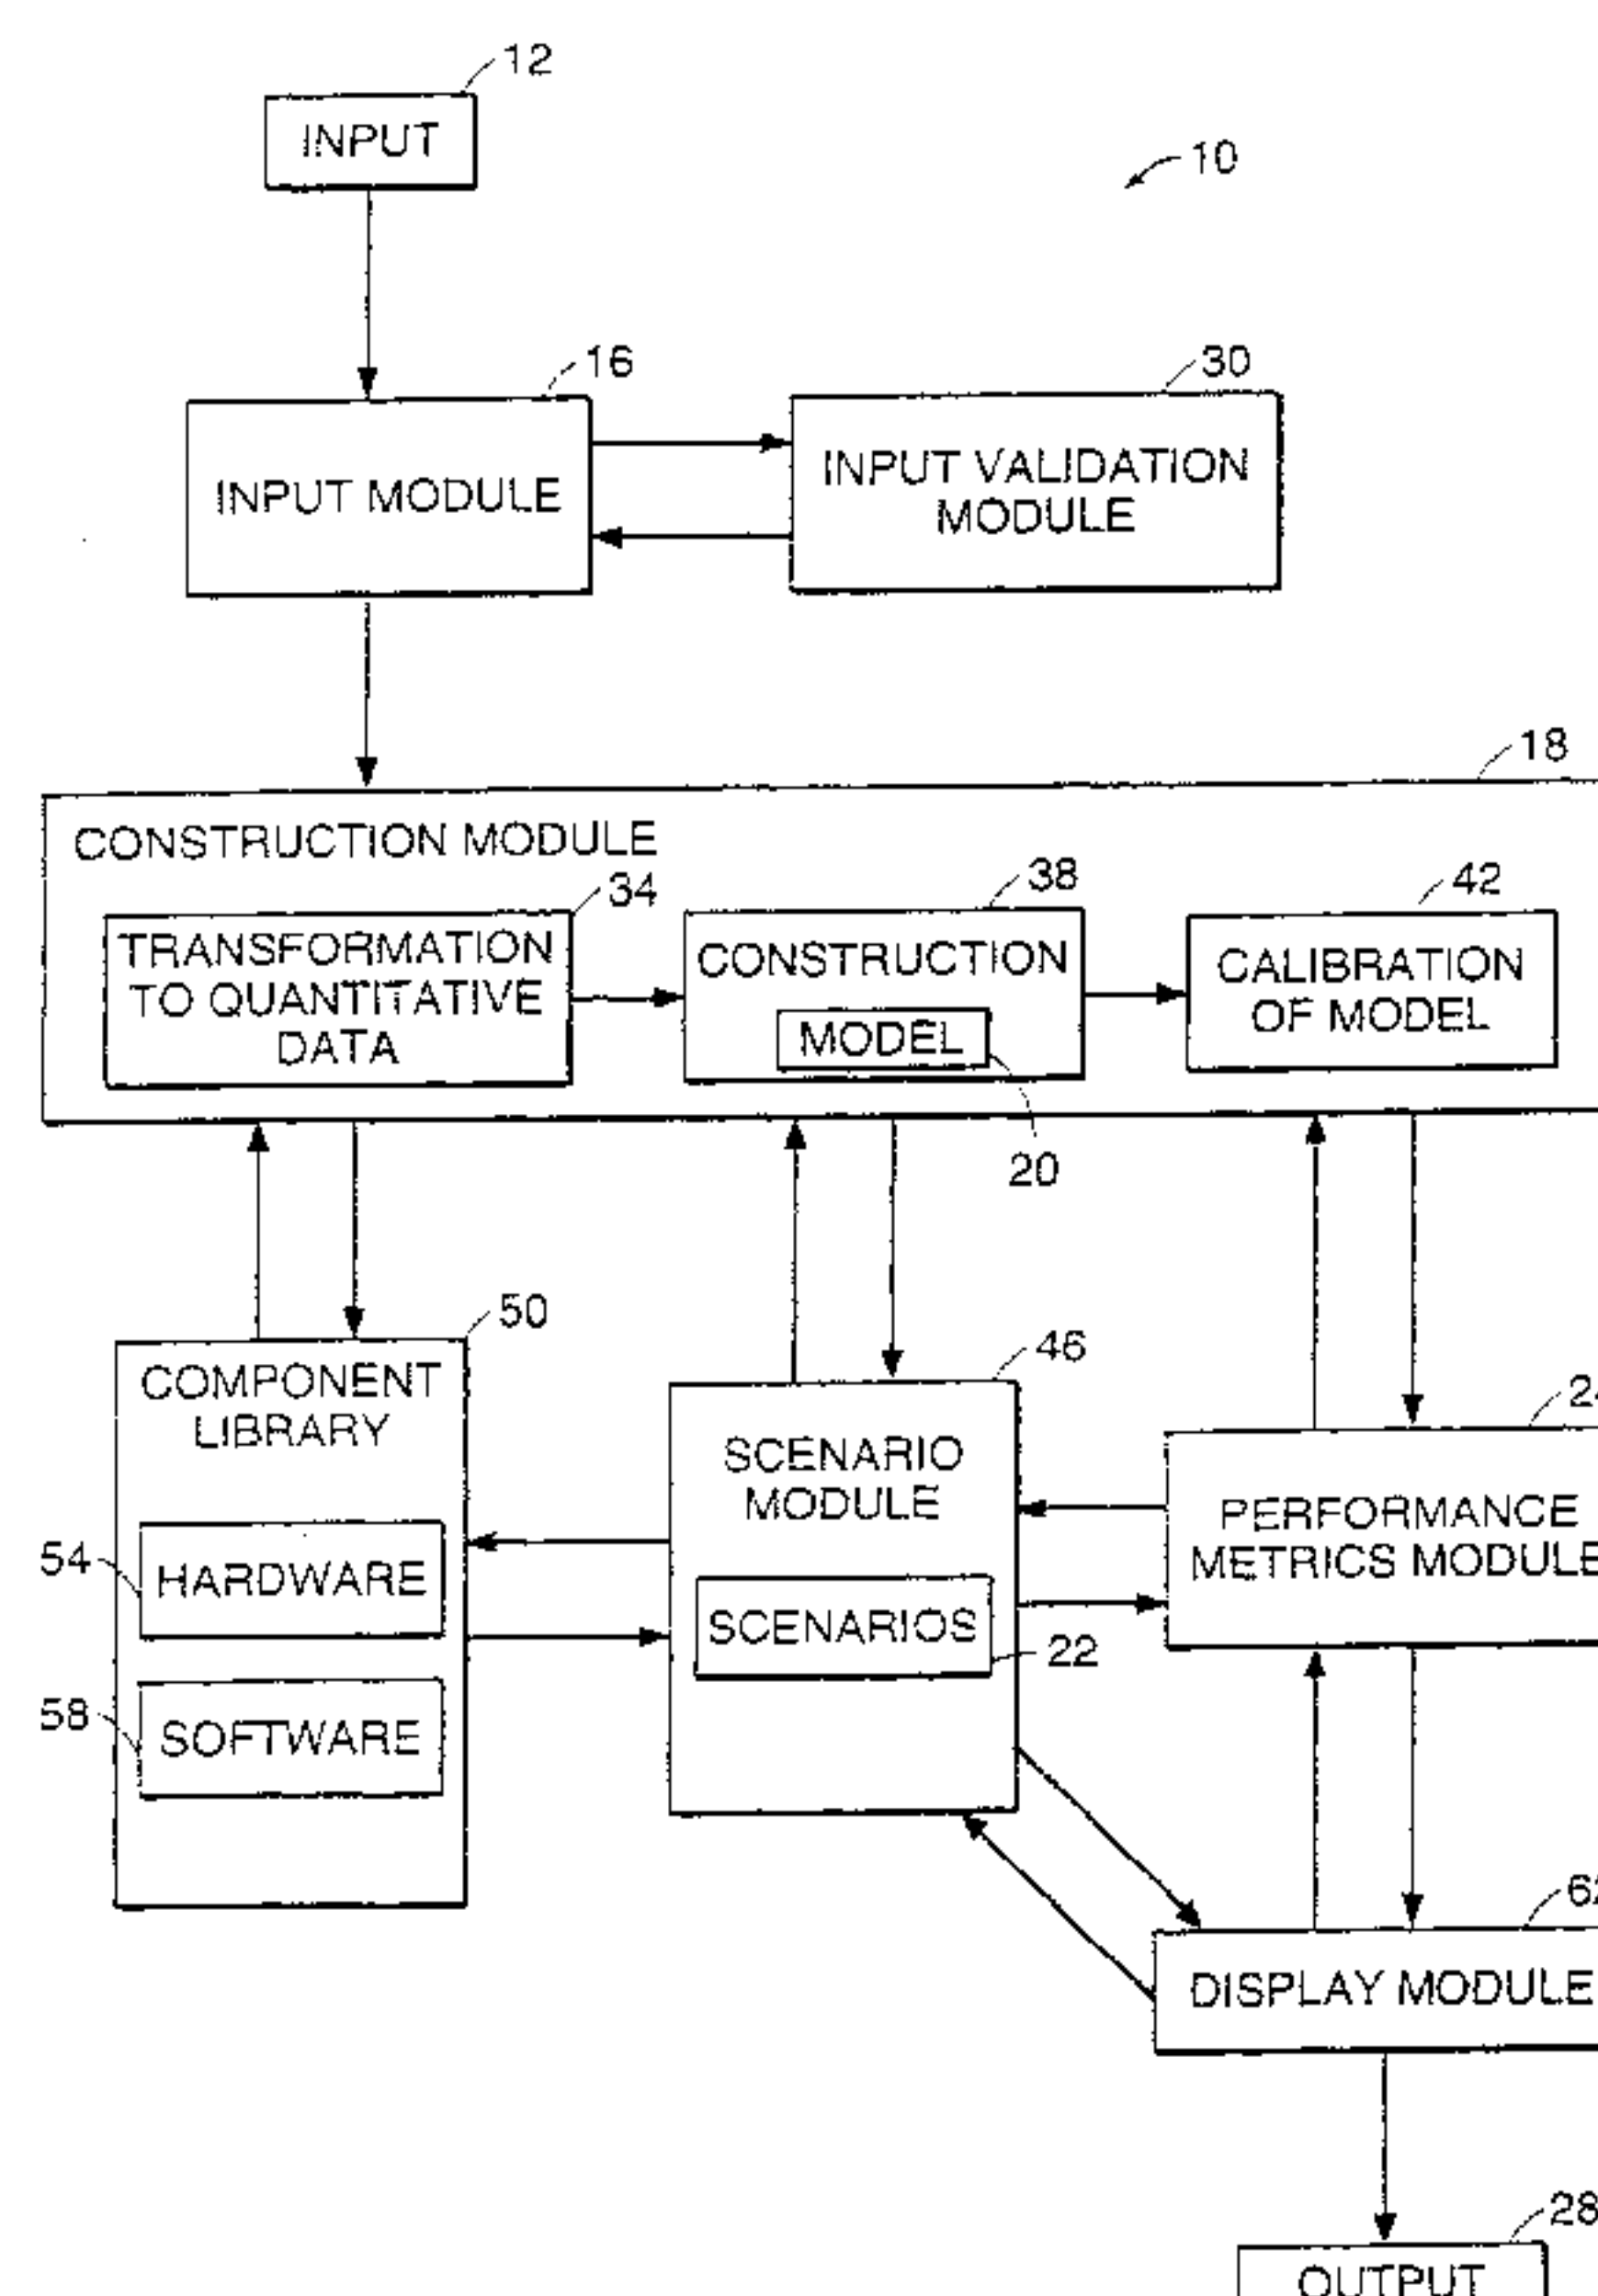 12
INPUT
10
16
30
INPUT MODULE
INPUT VALIDATION
MODULE
18
CONSTRUCTION MODULE
34
38
42
TRANSFORMATION
TO QUANTITATIVE
DATA
CONSTRUCTION
MODEL
CALIBRATION
OF MODEL
20
50
46
COMPONENT
LIBRARY
SCENARIO
MODULE
PERFORMANCE
METRICS MODULE
54
HARDWARE
SCENARIOS
22
58
SOFTWARE
62
DISPLAY MODULE
28
OUTPUT